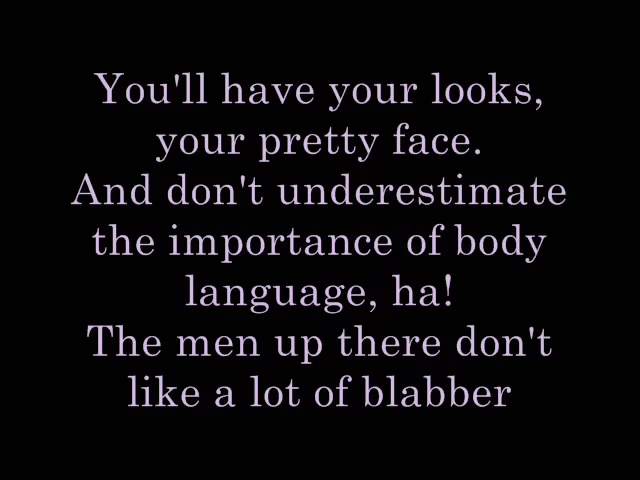 You'll have your looks,
your pretty face.
And don't underestimate
the importance of body
language, ha!
The men up there don't
like a lot of blabber